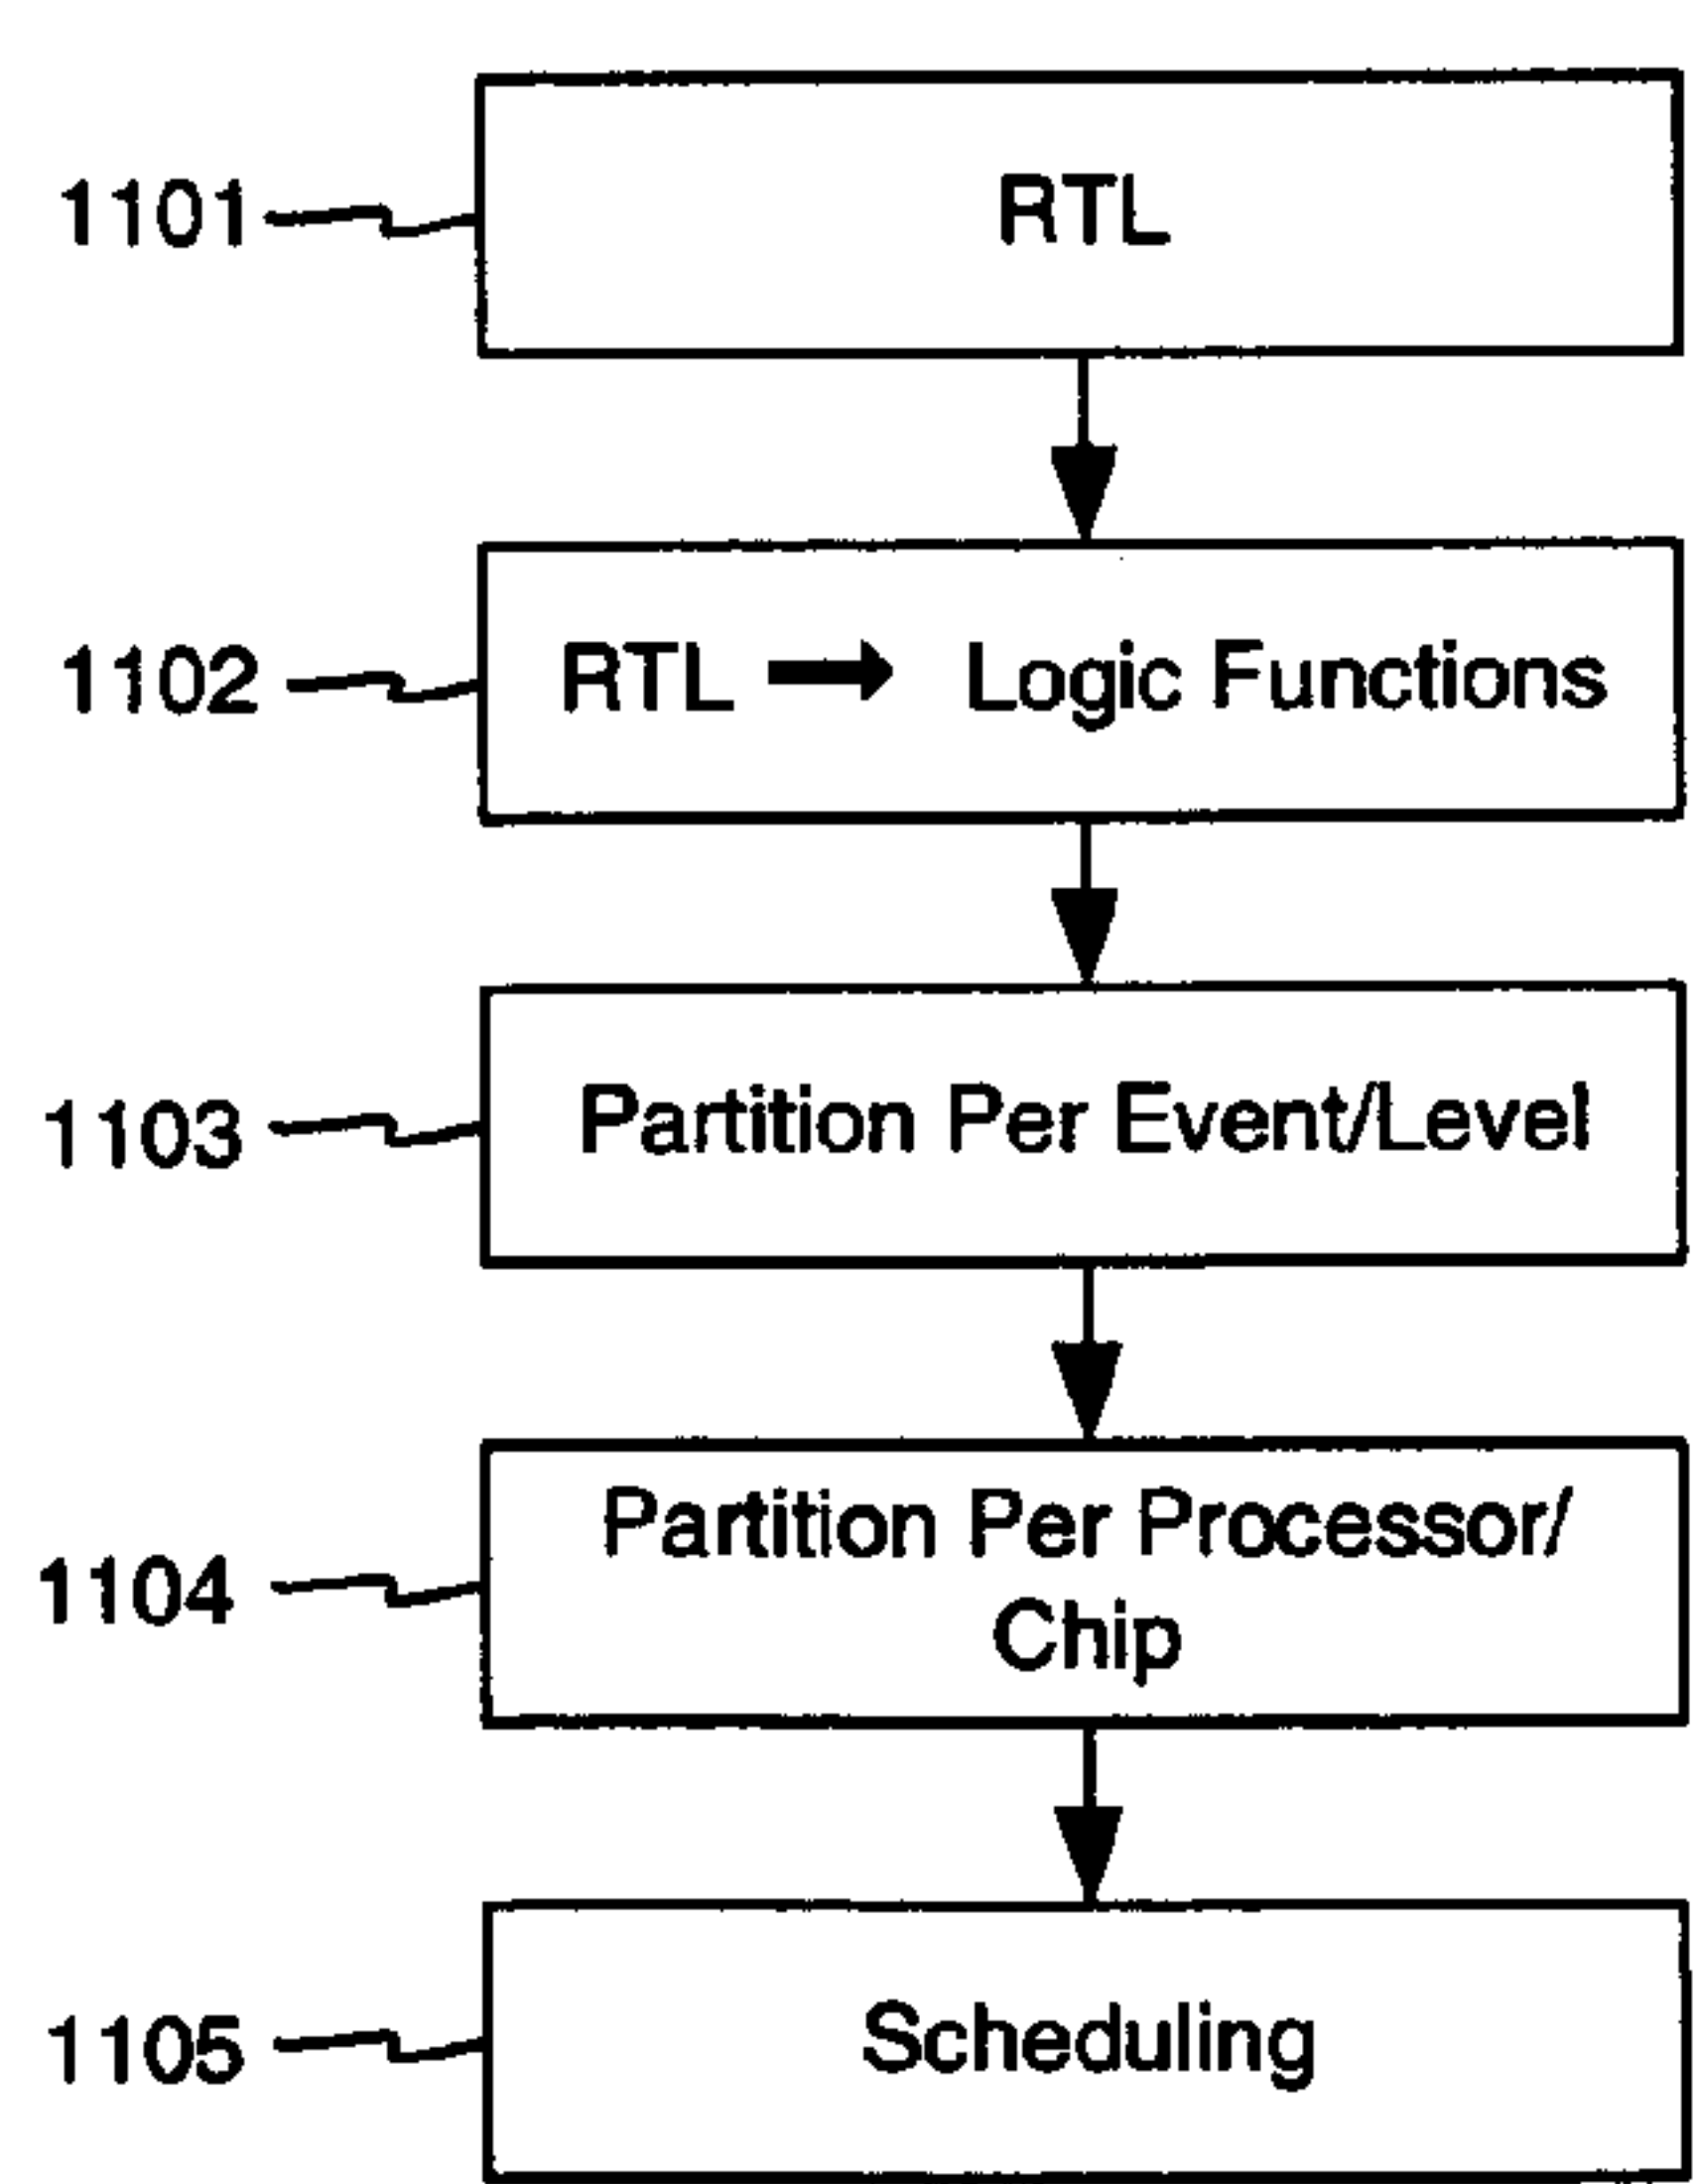 1101 RTL
1102 RTL ➡ Logic Functions
1103 Partition Per Event/Level
1104 Partition Per Processor/
Chip
1105 Scheduling